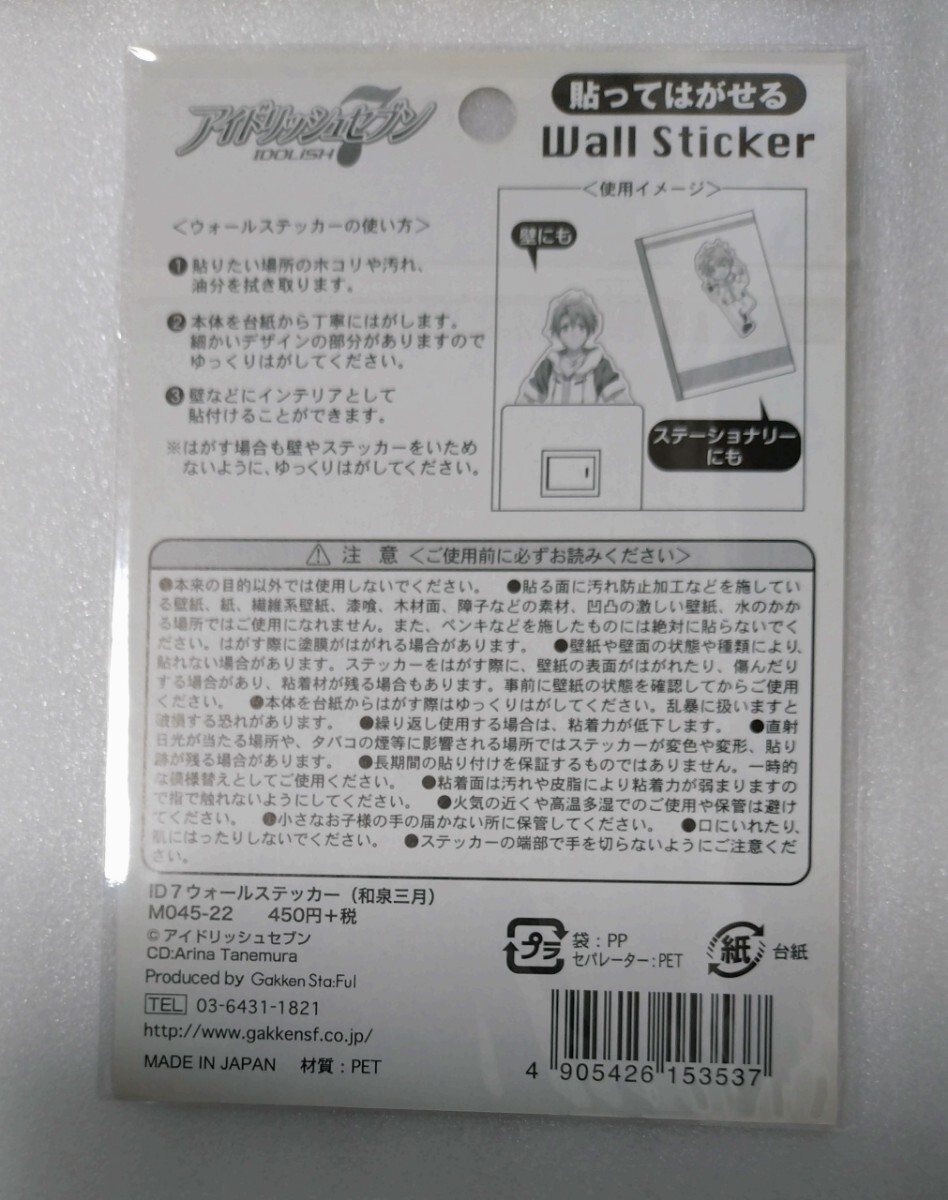 アイドリッシュセブン
IDOLiSH7
貼ってはがせる
Wall Sticker
＜使用イメージ＞
壁にも
ステーショナリー
にも
＜ウォールステッカーの使い方＞
❶貼りたい場所のホコリや汚れ、
油分を拭き取ります。
❷本体を台紙から丁寧にはがします。
細かいデザインの部分がありますので
ゆっくりはがしてください。
❸壁などにインテリアとして
貼付けることができます。
※はがす場合も壁やステッカーをいため
ないように、ゆっくりはがしてください。
⚠ 注 意 ＜ご使用前に必ずお読みください＞
●本来の目的以外では使用しないでください。 ●貼る面に汚れ防止加工などを施してい
る壁紙、紙、繊維系壁紙、漆喰、木材面、障子などの素材、凹凸の激しい壁紙、水のかか
る場所ではご使用になれません。また、ペンキなどを施したものには絶対に貼らないでく
ださい。はがす際に塗膜がはがれる場合があります。 ●壁紙や壁面の状態や種類により、
貼れない場合があります。ステッカーをはがす際に、壁紙の表面がはがれたり、傷んだり
する場合があり、粘着材が残る場合もあります。事前に壁紙の状態を確認してからご使用
ください。 ●本体を台紙からはがす際はゆっくりはがしてください。乱暴に扱いますと
破損する恐れがあります。 ●繰り返し使用する場合は、粘着力が低下します。 ●直射
日光が当たる場所や、タバコの煙等に影響される場所ではステッカーが変色や変形、貼り
跡が残る場合があります。 ●長期間の貼り付けを保証するものではありません。一時的
な模様替えとしてご使用ください。 ●粘着面は汚れや皮脂により粘着力が弱まりますの
で指で触れないようにしてください。 ●火気の近くや高温多湿でのご使用や保管は避け
てください。 ●小さなお子様の手の届かない所に保管してください。 ●口にいれたり、
肌にはったりしないでください。 ●ステッカーの端部で手を切らないようにご注意くだ
さい。
ID7ウォールステッカー（和泉三月）
M045-22 450円+税
© アイドリッシュセブン
CD:Arina Tanemura
Produced by Gakken Sta:Ful
TEL 03-6431-1821
http://www.gakkensf.co.jp/
MADE IN JAPAN 材質：PET
プラ
袋：PP
セパレーター：PET
紙
台紙
4 905426 153537